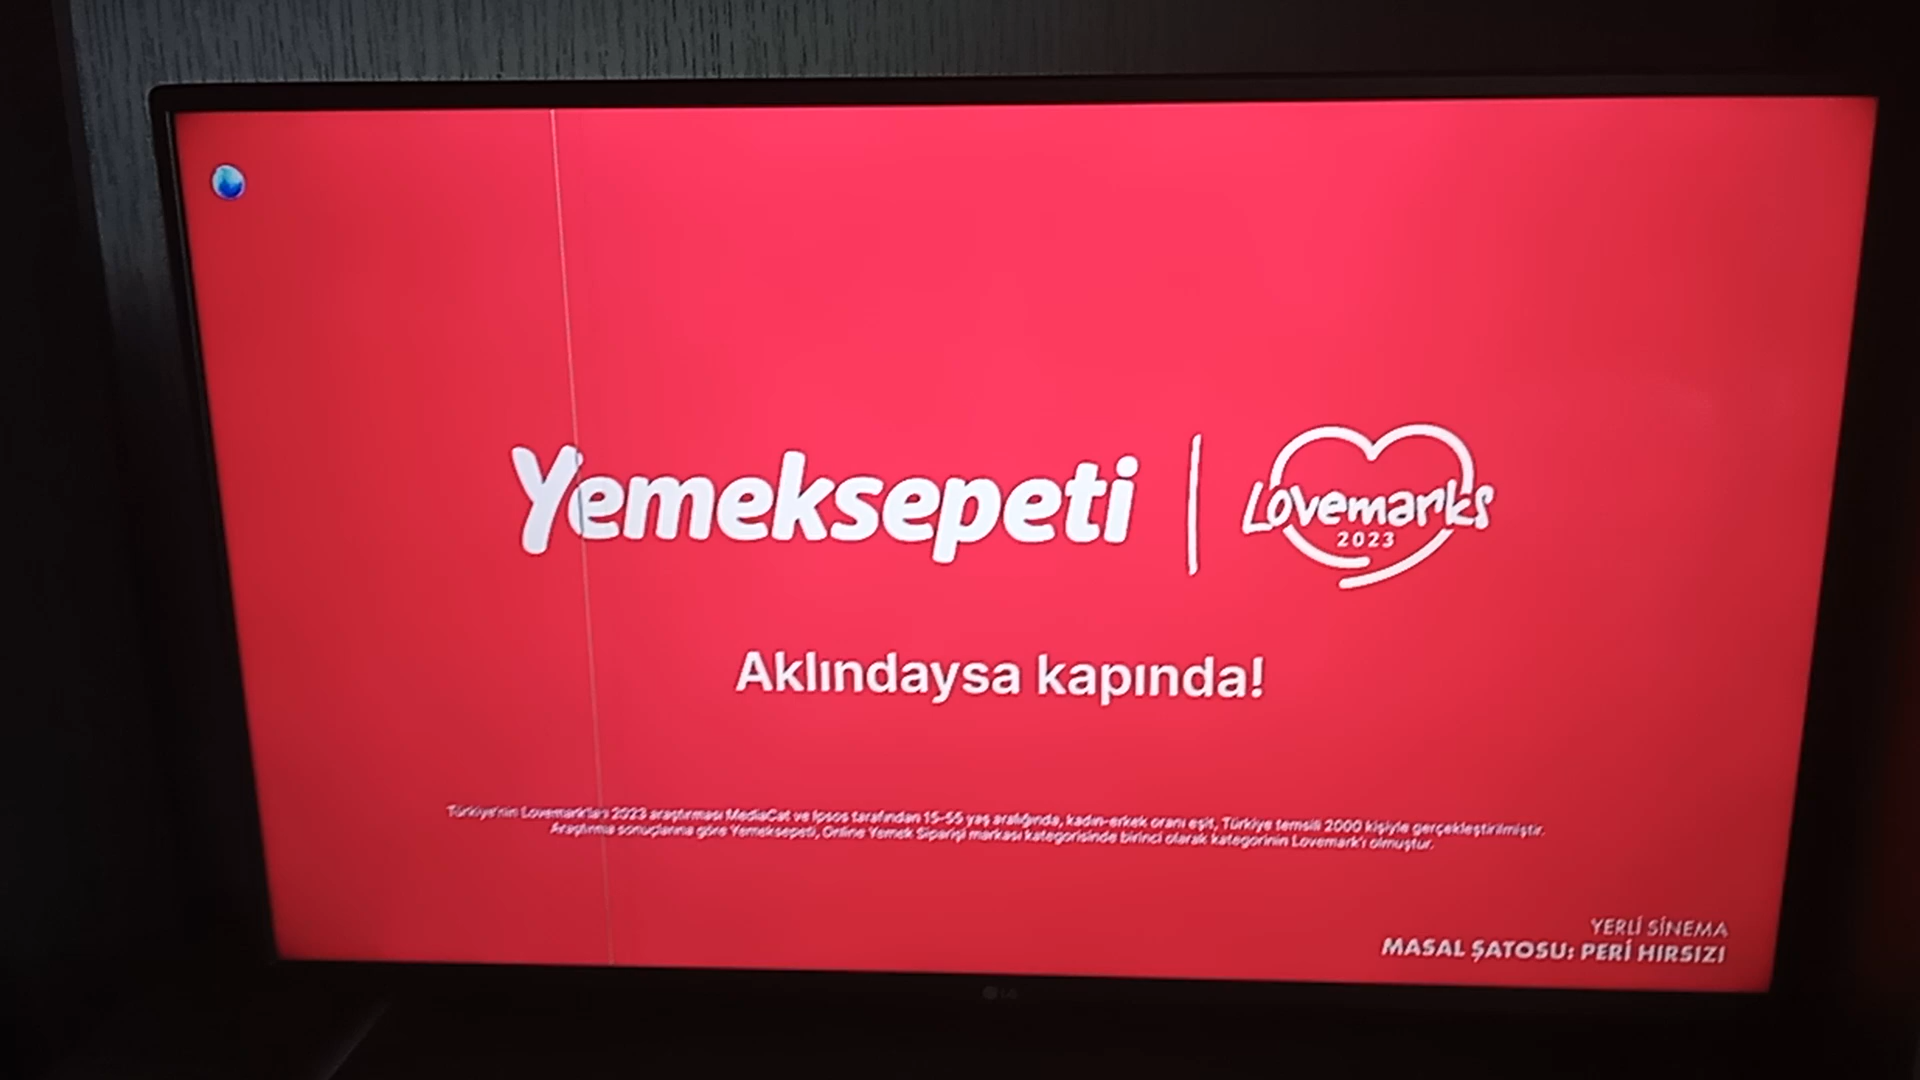 Yemeksepeti
Lovemarks
2023
Aklındaysa kapında!
Türkiye'nin Lovemark'ları 2023 araştırması MediaCat ve Ipsos tarafından 15-55 yaş aralığında, kadın-erkek oranı eşit, Türkiye temsili 2000 kişiyle gerçekleştirilmiştir.
Araştırma sonuçlarına göre Yemeksepeti, Online Yemek Siparişi markası kategorisinde birinci olarak kategorinin Lovemark'ı olmuştur.
YERLİ SİNEMA
MASAL ŞATOSU: PERİ HIRSIZI
LG